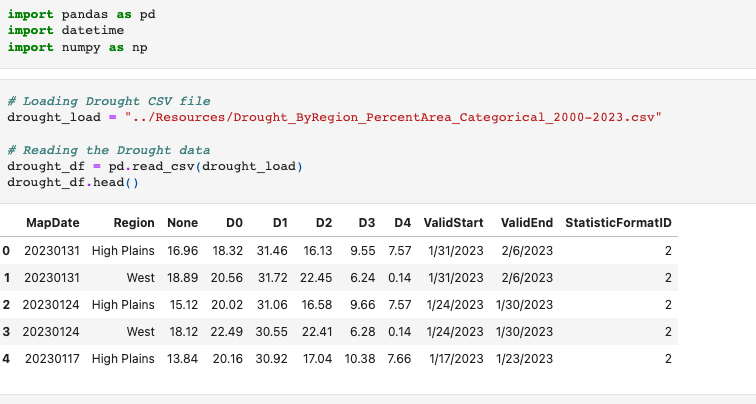 import pandas as pd
import datetime
import numpy as np
# Loading Drought CSV file
drought_load = "../Resources/Drought_ByRegion_PercentArea_Categorical_2000-2023.csv"
# Reading the Drought data
drought_df = pd.read_csv(drought_load)
drought_df.head()
MapDate Region None D0 D1 D2 D3 D4 ValidStart ValidEnd StatisticFormatID
0 20230131 High Plains 16.96 18.32 31.46 16.13 9.55 7.57 1/31/2023 2/6/2023 2
1 20230131 West 18.89 20.56 31.72 22.45 6.24 0.14 1/31/2023 2/6/2023 2
2 20230124 High Plains 15.12 20.02 31.06 16.58 9.66 7.57 1/24/2023 1/30/2023 2
3 20230124 West 18.12 22.49 30.55 22.41 6.28 0.14 1/24/2023 1/30/2023 2
4 20230117 High Plains 13.84 20.16 30.92 17.04 10.38 7.66 1/17/2023 1/23/2023 2